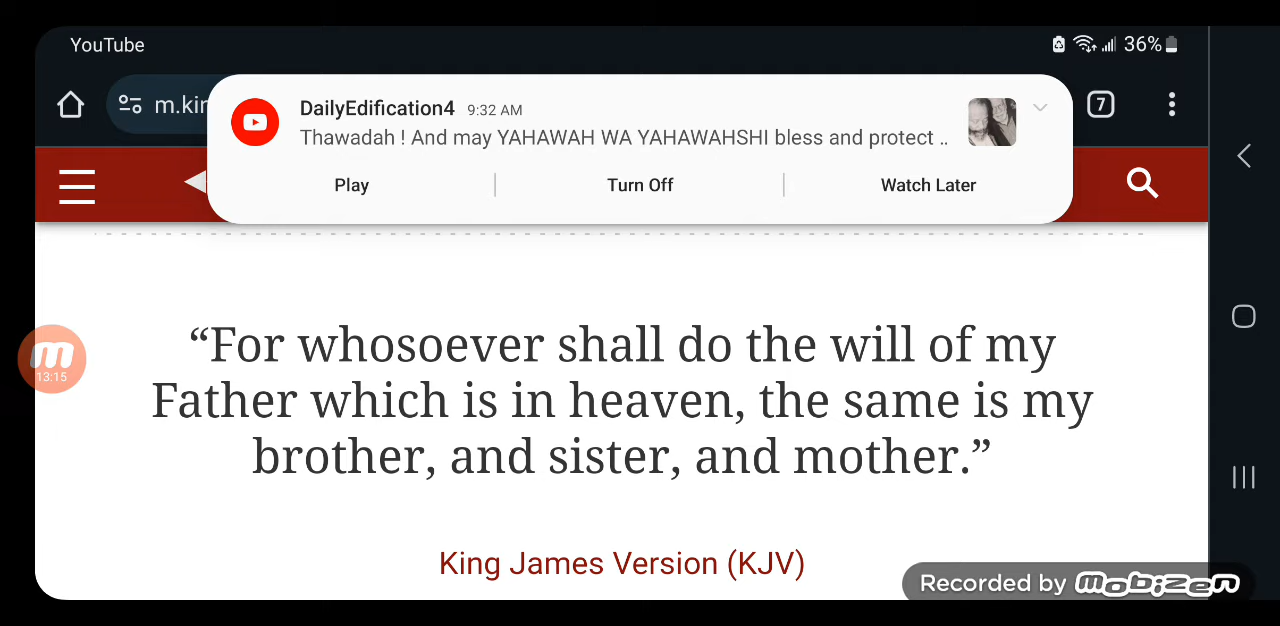 YouTube
36%
m.kin
7
DailyEdification4 9:32 AM
Thawadah ! And may YAHAWAH WA YAHAWAHSHI bless and protect ..
Play
Turn Off
Watch Later
“For whosoever shall do the will of my
Father which is in heaven, the same is my
brother, and sister, and mother.”
13:15
King James Version (KJV)
Recorded by mobizen